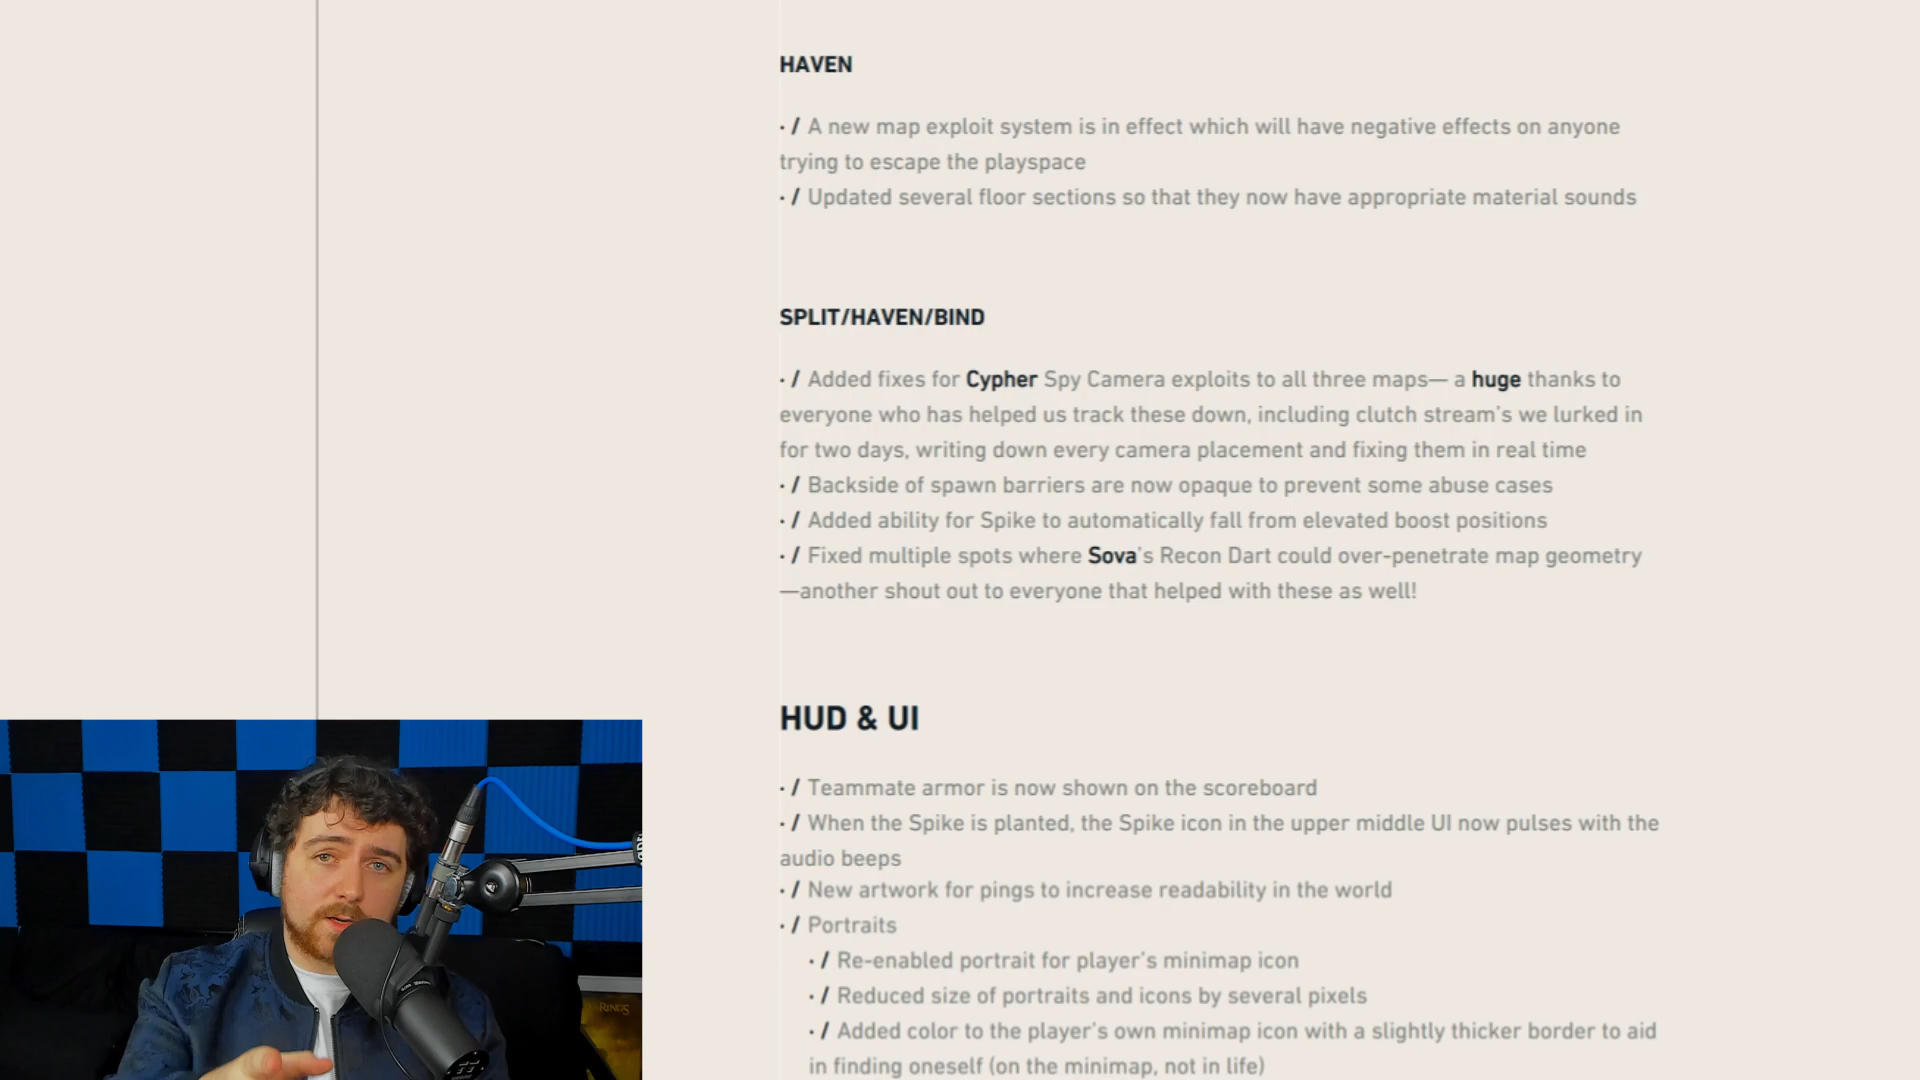 HAVEN
· / A new map exploit system is in effect which will have negative effects on anyone
trying to escape the playspace
· / Updated several floor sections so that they now have appropriate material sounds
SPLIT/HAVEN/BIND
· / Added fixes for Cypher Spy Camera exploits to all three maps— a huge thanks to
everyone who has helped us track these down, including clutch stream's we lurked in
for two days, writing down every camera placement and fixing them in real time
· / Backside of spawn barriers are now opaque to prevent some abuse cases
· / Added ability for Spike to automatically fall from elevated boost positions
· / Fixed multiple spots where Sova's Recon Dart could over-penetrate map geometry
—another shout out to everyone that helped with these as well!
HUD & UI
· / Teammate armor is now shown on the scoreboard
· / When the Spike is planted, the Spike icon in the upper middle UI now pulses with the
audio beeps
· / New artwork for pings to increase readability in the world
· / Portraits
· / Re-enabled portrait for player's minimap icon
· / Reduced size of portraits and icons by several pixels
· / Added color to the player's own minimap icon with a slightly thicker border to aid
in finding oneself (on the minimap, not in life)
RINGS